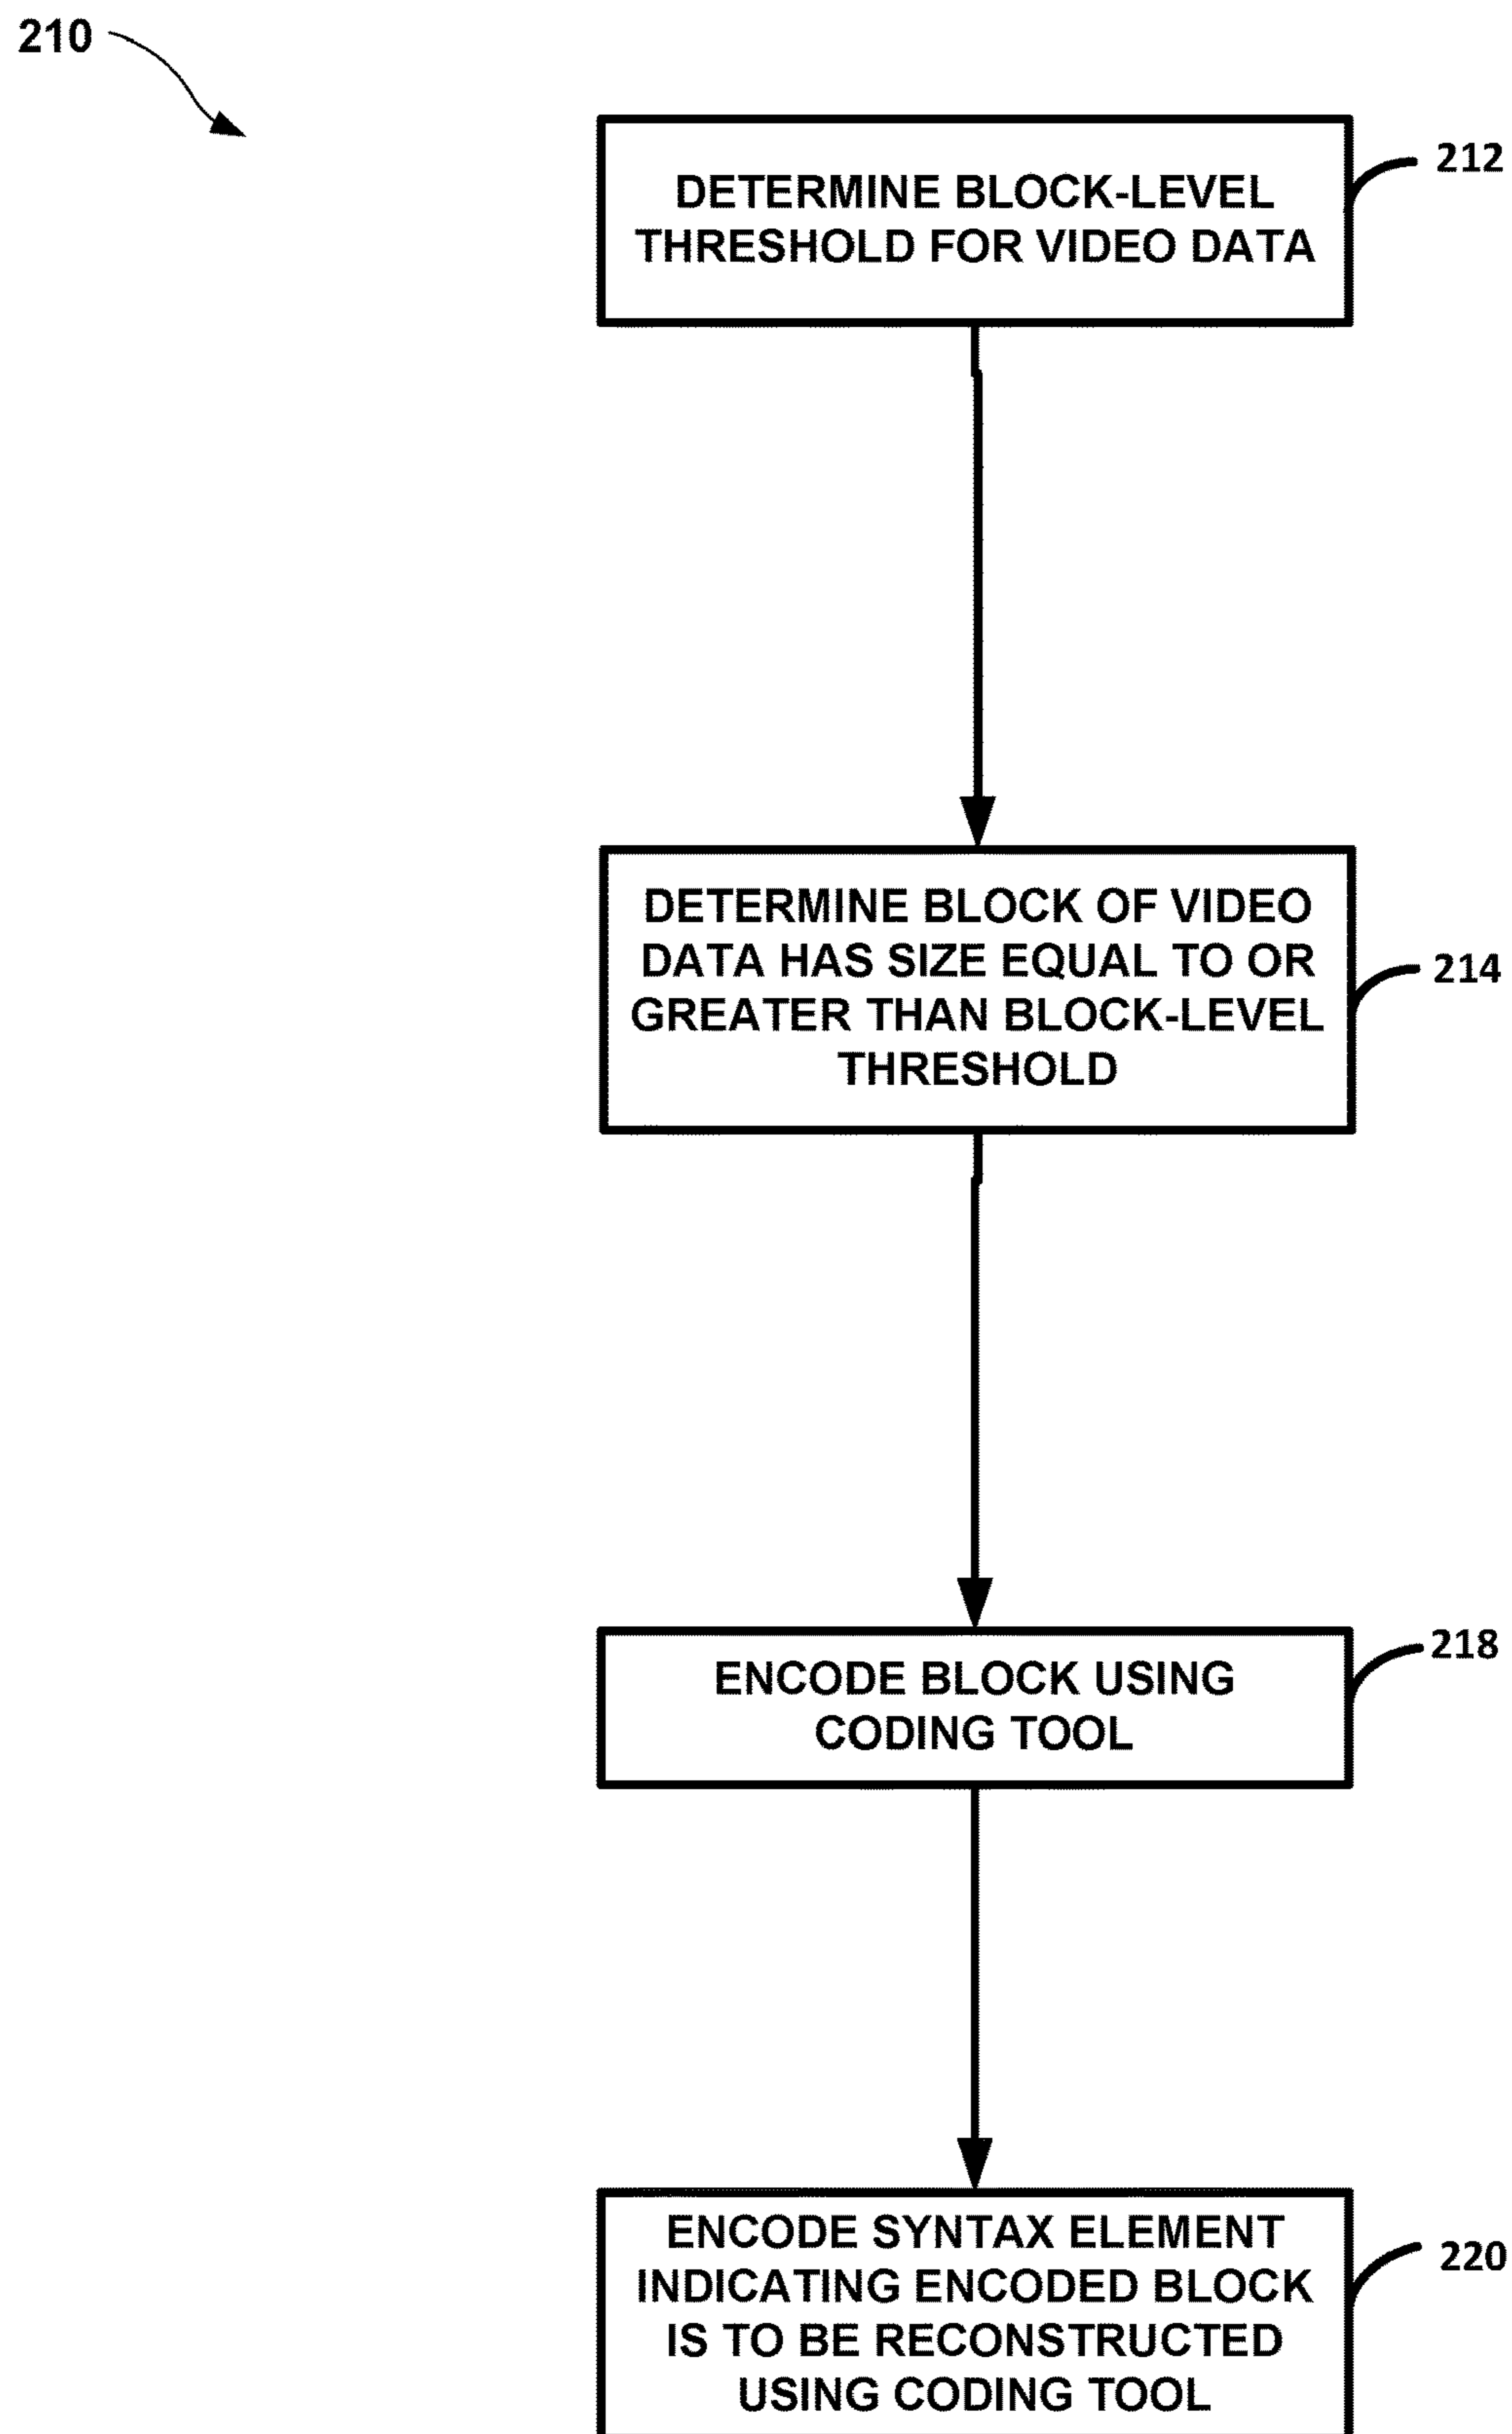 210
212
DETERMINE BLOCK-LEVEL
THRESHOLD FOR VIDEO DATA
DETERMINE BLOCK OF VIDEO
DATA HAS SIZE EQUAL TO OR
GREATER THAN BLOCK-LEVEL
THRESHOLD
214
ENCODE BLOCK USING
CODING TOOL
218
ENCODE SYNTAX ELEMENT
INDICATING ENCODED BLOCK
IS TO BE RECONSTRUCTED
USING CODING TOOL
220